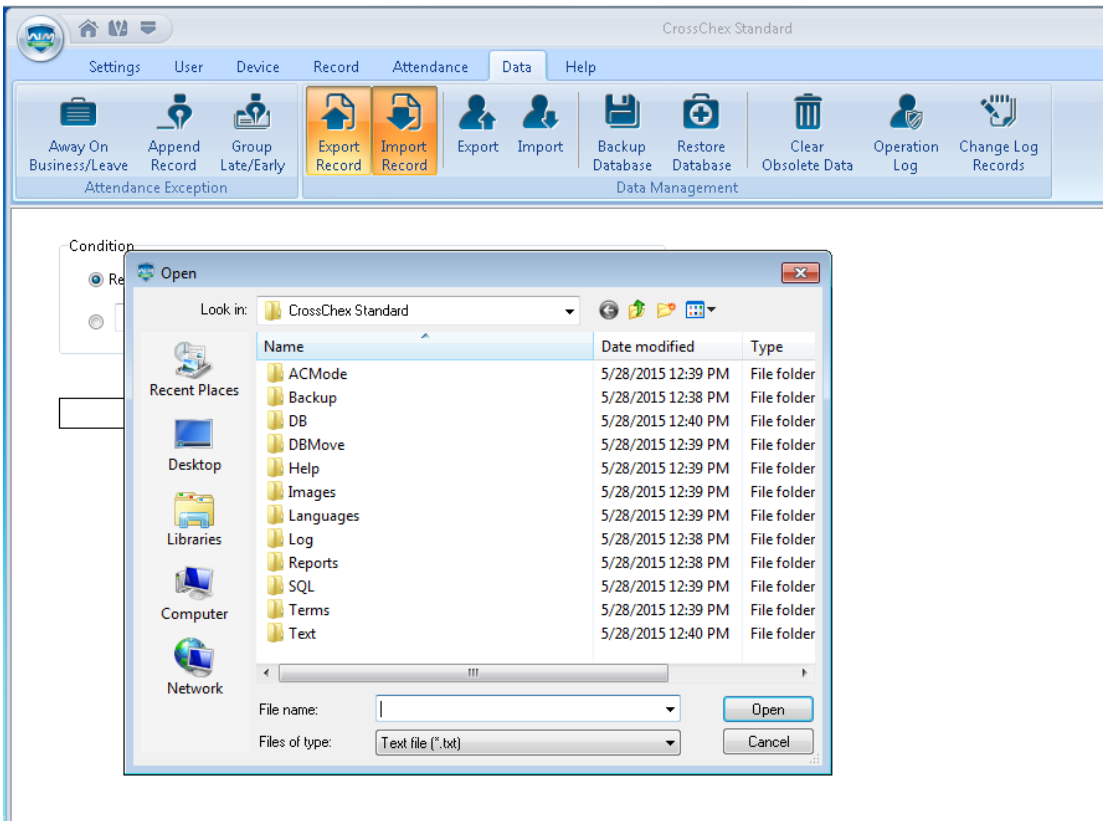 CrossChex Standard
Settings User Device Record Attendance Data Help
Away On Business/Leave
Append Record
Group Late/Early
Export Record
Import Record
Export
Import
Backup Database
Restore Database
Clear Obsolete Data
Operation Log
Change Log Records
Attendance Exception
Data Management
Condition
Re
Open
Look in: CrossChex Standard
Name Date modified Type
Recent Places
Desktop
Libraries
Computer
Network
ACMode 5/28/2015 12:39 PM File folder
Backup 5/28/2015 12:38 PM File folder
DB 5/28/2015 12:40 PM File folder
DBMove 5/28/2015 12:39 PM File folder
Help 5/28/2015 12:39 PM File folder
Images 5/28/2015 12:39 PM File folder
Languages 5/28/2015 12:39 PM File folder
Log 5/28/2015 12:38 PM File folder
Reports 5/28/2015 12:38 PM File folder
SQL 5/28/2015 12:39 PM File folder
Terms 5/28/2015 12:39 PM File folder
Text 5/28/2015 12:40 PM File folder
File name:
Open
Files of type: Text file (*.txt)
Cancel